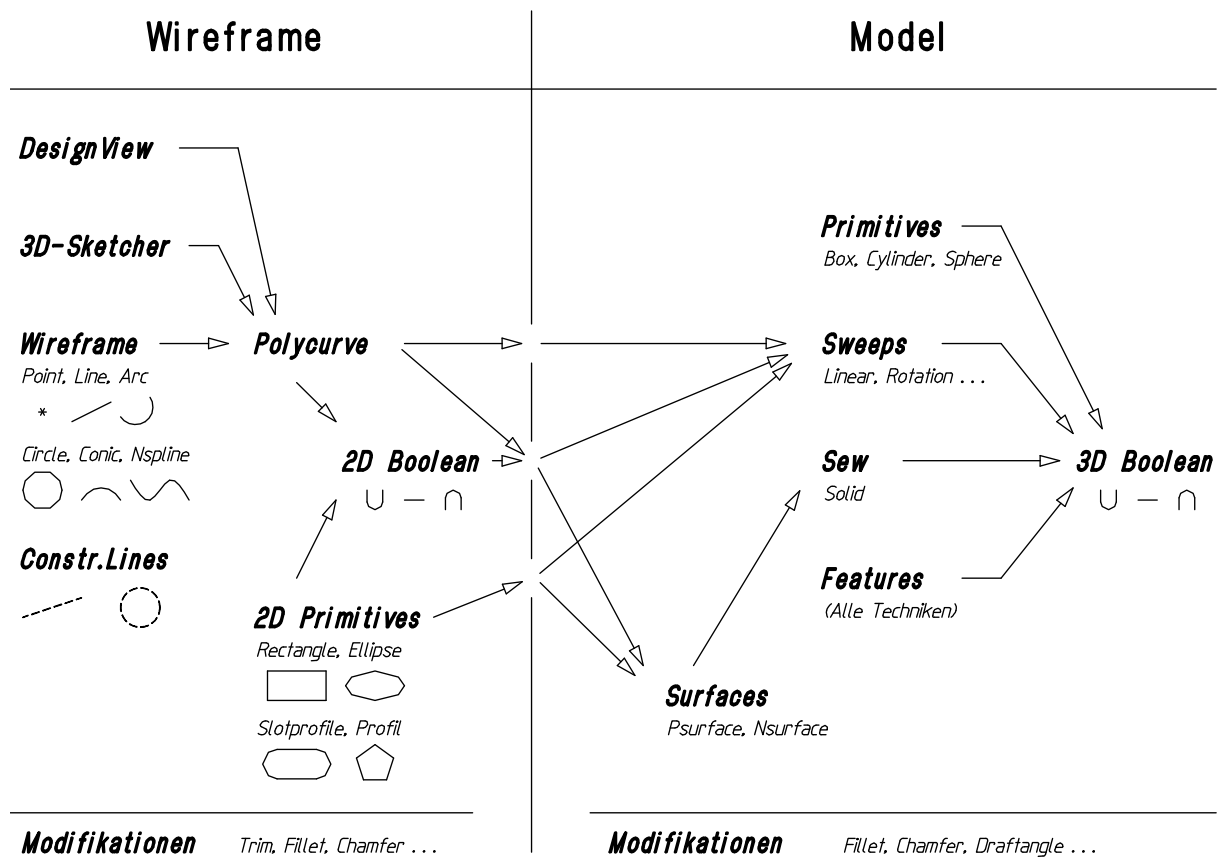 Wireframe
Model
DesignView
3D-Sketcher
Primitives
Box, Cylinder, Sphere
Wireframe
Polycurve
Sweeps
Point, Line, Arc
Linear, Rotation ...
Circle, Conic, Nspline
2D Boolean
Sew
3D Boolean
Solid
Constr.Lines
Features
(Alle Techniken)
2D Primitives
Rectangle, Ellipse
Surfaces
Psurface, Nsurface
Slotprofile, Profil
Modifikationen Trim, Fillet, Chamfer ...
Modifikationen Fillet, Chamfer, Draftangle ...